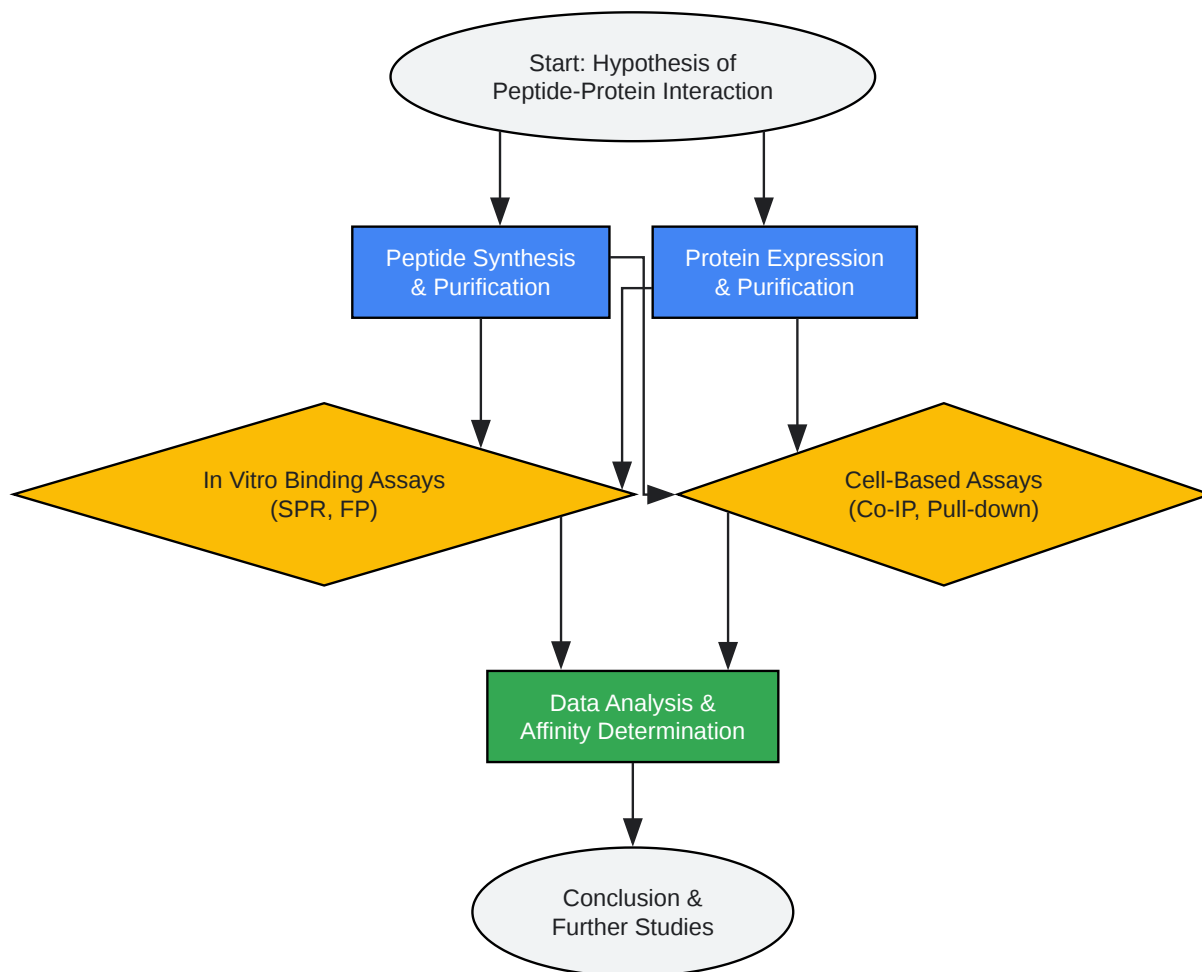 Start: Hypothesis of
Peptide-Protein Interaction
Peptide Synthesis
& Purification
Protein Expression
& Purification
In Vitro Binding Assays
(SPR, FP)
Cell-Based Assays
(Co-IP, Pull-down)
Data Analysis &
Affinity Determination
Conclusion &
Further Studies